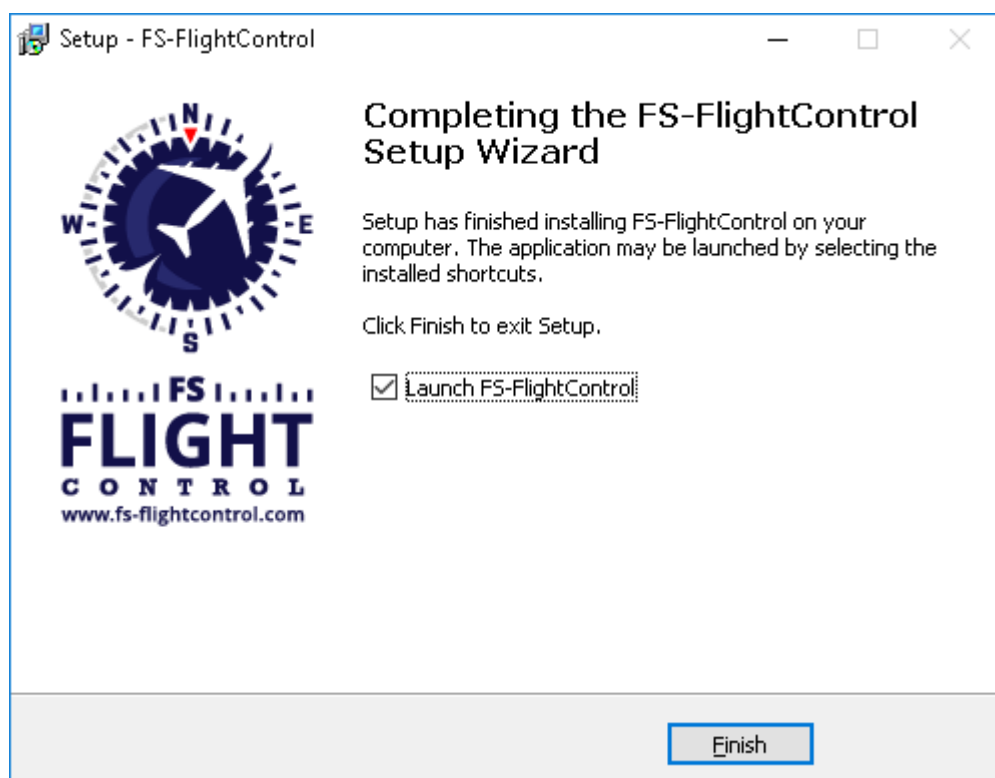 Setup - FS-FlightControl
Completing the FS-FlightControl
Setup Wizard
Setup has finished installing FS-FlightControl on your
computer. The application may be launched by selecting the
installed shortcuts.
Click Finish to exit Setup.
Launch FS-FlightControl
N
W
E
S
FS
FLIGHT
CONTROL
www.fs-flightcontrol.com
Finish